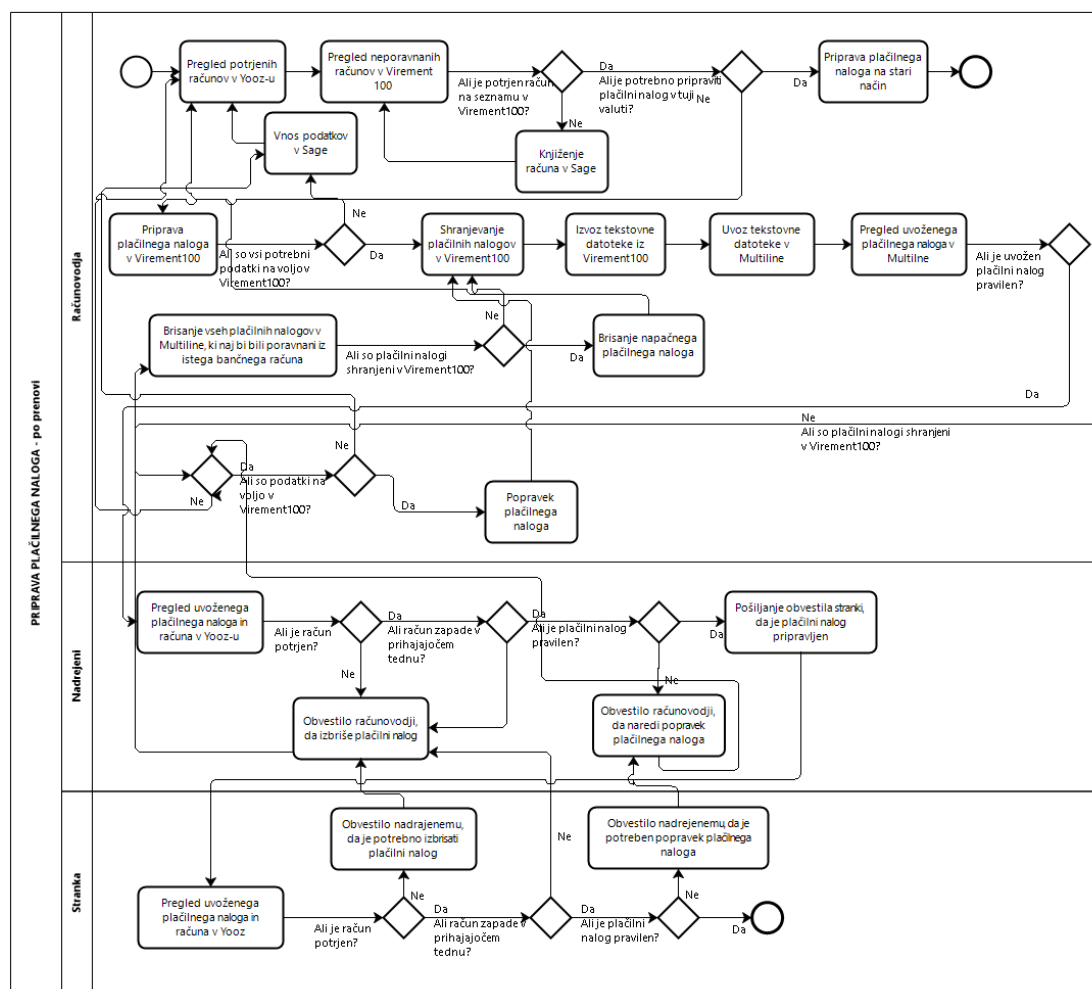 PRIPRAVA PLAČILNEGA NALOGA - po prenovi
Računovodja
Pregled potrjenih
računov v Yooz-u
Pregled neporavnanih
računov v Virement
100
Ali je potrjen račun
na seznamu v
Virement100?
Da
Ali je potrebno pripraviti
plačilni nalog v tuji
valuti?
Ne
Da
Priprava plačilnega
naloga na stari
način
Ne
Vnos podatkov
v Sage
Knjiženje
računa v Sage
Priprava
plačilnega naloga
v Virement100
Ali so vsi potrebni
podatki na voljo v
Virement100?
Ne
Da
Shranjevanje
plačilnih nalogov
v Virement100
Izvoz tekstovne
datoteke iz
Virement100
Uvoz tekstovne
datoteke v
Multiline
Pregled uvoženega
plačilnega naloga v
Multilne
Ali je uvožen
plačilni nalog
pravilen?
Brisanje vseh plačilnih nalogov v
Multiline, ki naj bi bili poravnani iz
istega bančnega računa
Ali so plačilni nalogi
shranjeni v Virement100?
Ne
Da
Brisanje napačnega
plačilnega naloga
Da
Ne
Ali so plačilni nalogi shranjeni
v Virement100?
Da
Ali so podatki na
voljo v
Virement100?
Ne
Ne
Da
Popravek
plačilnega
naloga
Nadrejeni
Pregled uvoženega
plačilnega naloga in
računa v Yooz-u
Ali je račun
potrjen?
Da
Ali račun zapade v
prihajajočem
tednu?
Da
Ali je plačilni nalog
pravilen?
Da
Pošiljanje obvestila stranki,
da je plačilni nalog
pripravljen
Ne
Ne
Obvestilo računovodji,
da izbriše plačilni nalog
Obvestilo računovodji,
da naredi popravek
plačilnega naloga
Stranka
Obvestilo nadrajenemu,
da je potrebno izbrisati
plačilni nalog
Ne
Obvestilo nadrejenemu, da je
potreben popravek plačilnega
naloga
Pregled uvoženega
plačilnega naloga in
računa v Yooz
Ali je račun
potrjen?
Ne
Da
Ali račun zapade v
prihajajočem
tednu?
Da
Ali je plačilni
nalog pravilen?
Ne
Da